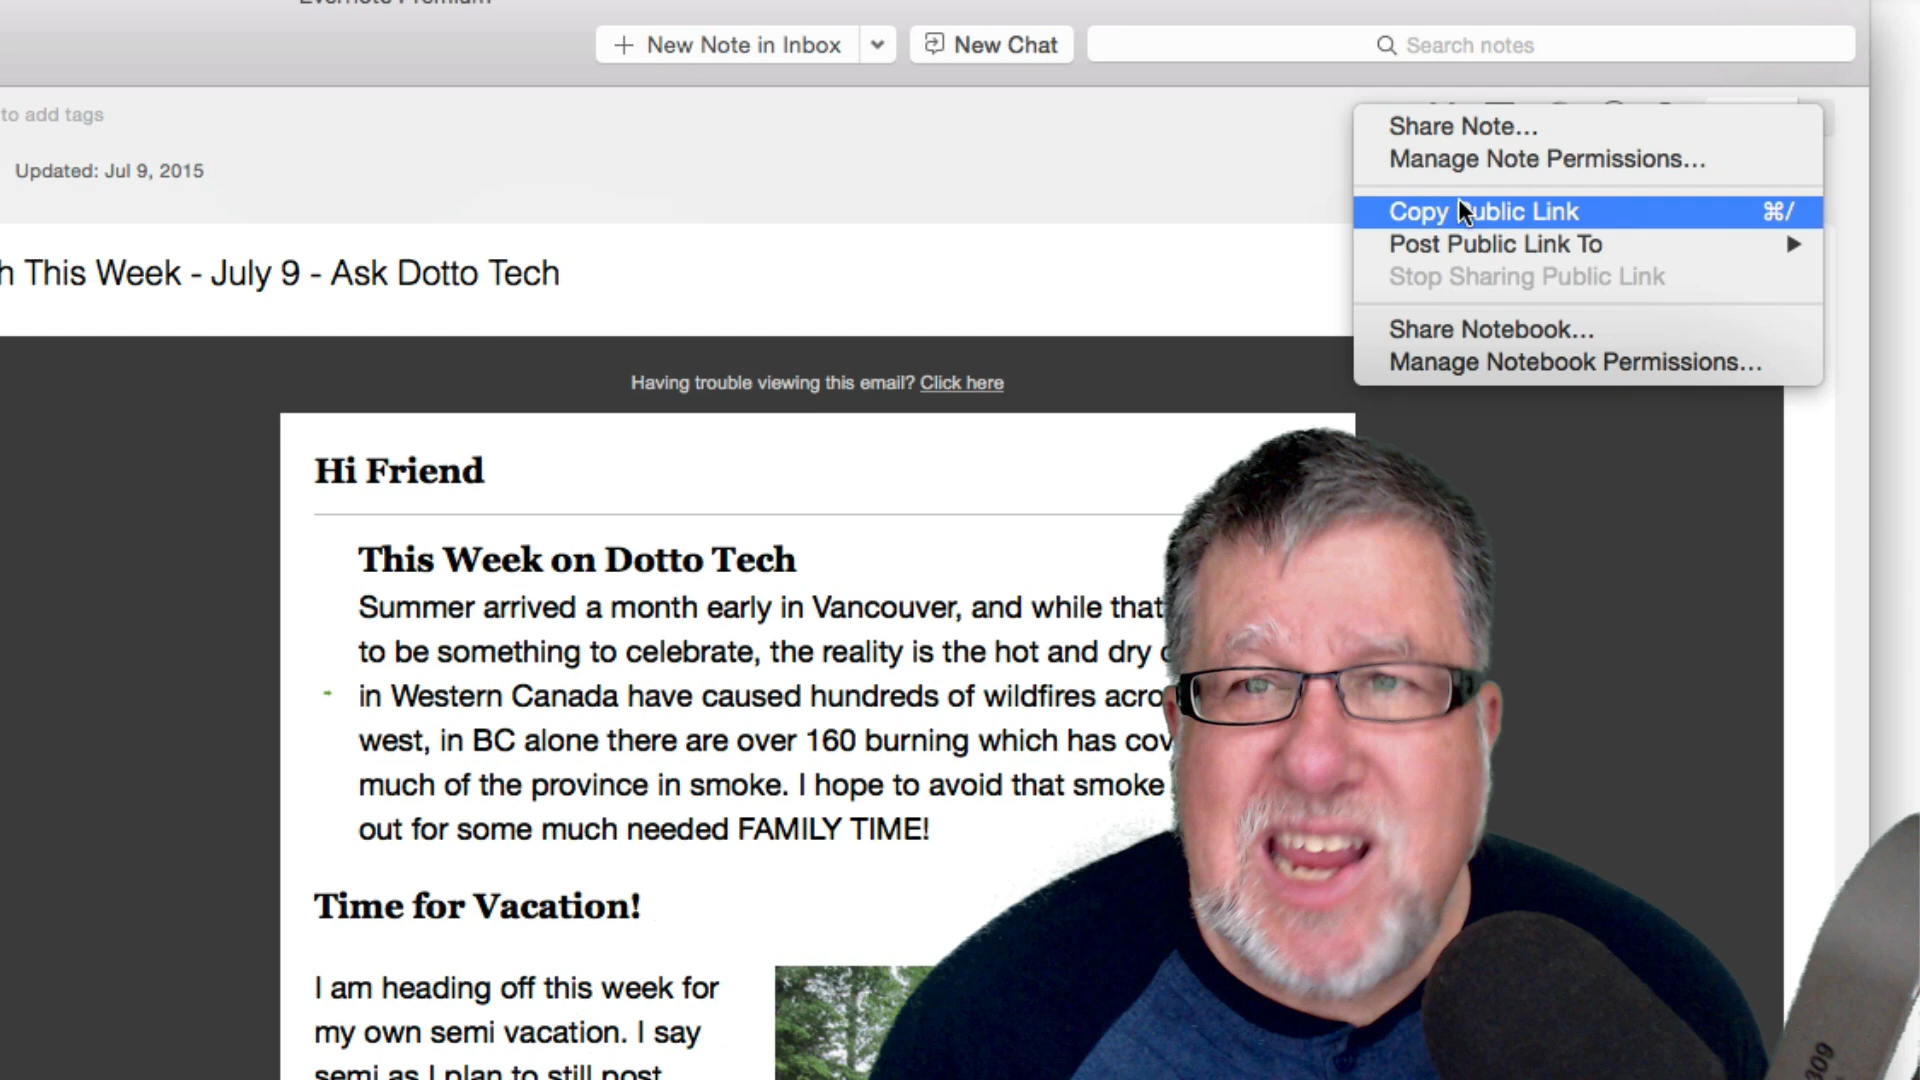 Evernote Premium
New Note in Inbox
New Chat
Search notes
to add tags
Share Note...
Manage Note Permissions...
Updated: Jul 9, 2015
Copy Public Link ⌘/
Post Public Link To
h This Week - July 9 - Ask Dotto Tech
Stop Sharing Public Link
Share Notebook...
Manage Notebook Permissions...
Having trouble viewing this email? Click here
Hi Friend
This Week on Dotto Tech
Summer arrived a month early in Vancouver, and while that
to be something to celebrate, the reality is the hot and dry
in Western Canada have caused hundreds of wildfires acro
west, in BC alone there are over 160 burning which has cov
much of the province in smoke. I hope to avoid that smoke
out for some much needed FAMILY TIME!
Time for Vacation!
I am heading off this week for
my own semi vacation. I say
semi as I plan to still post
309